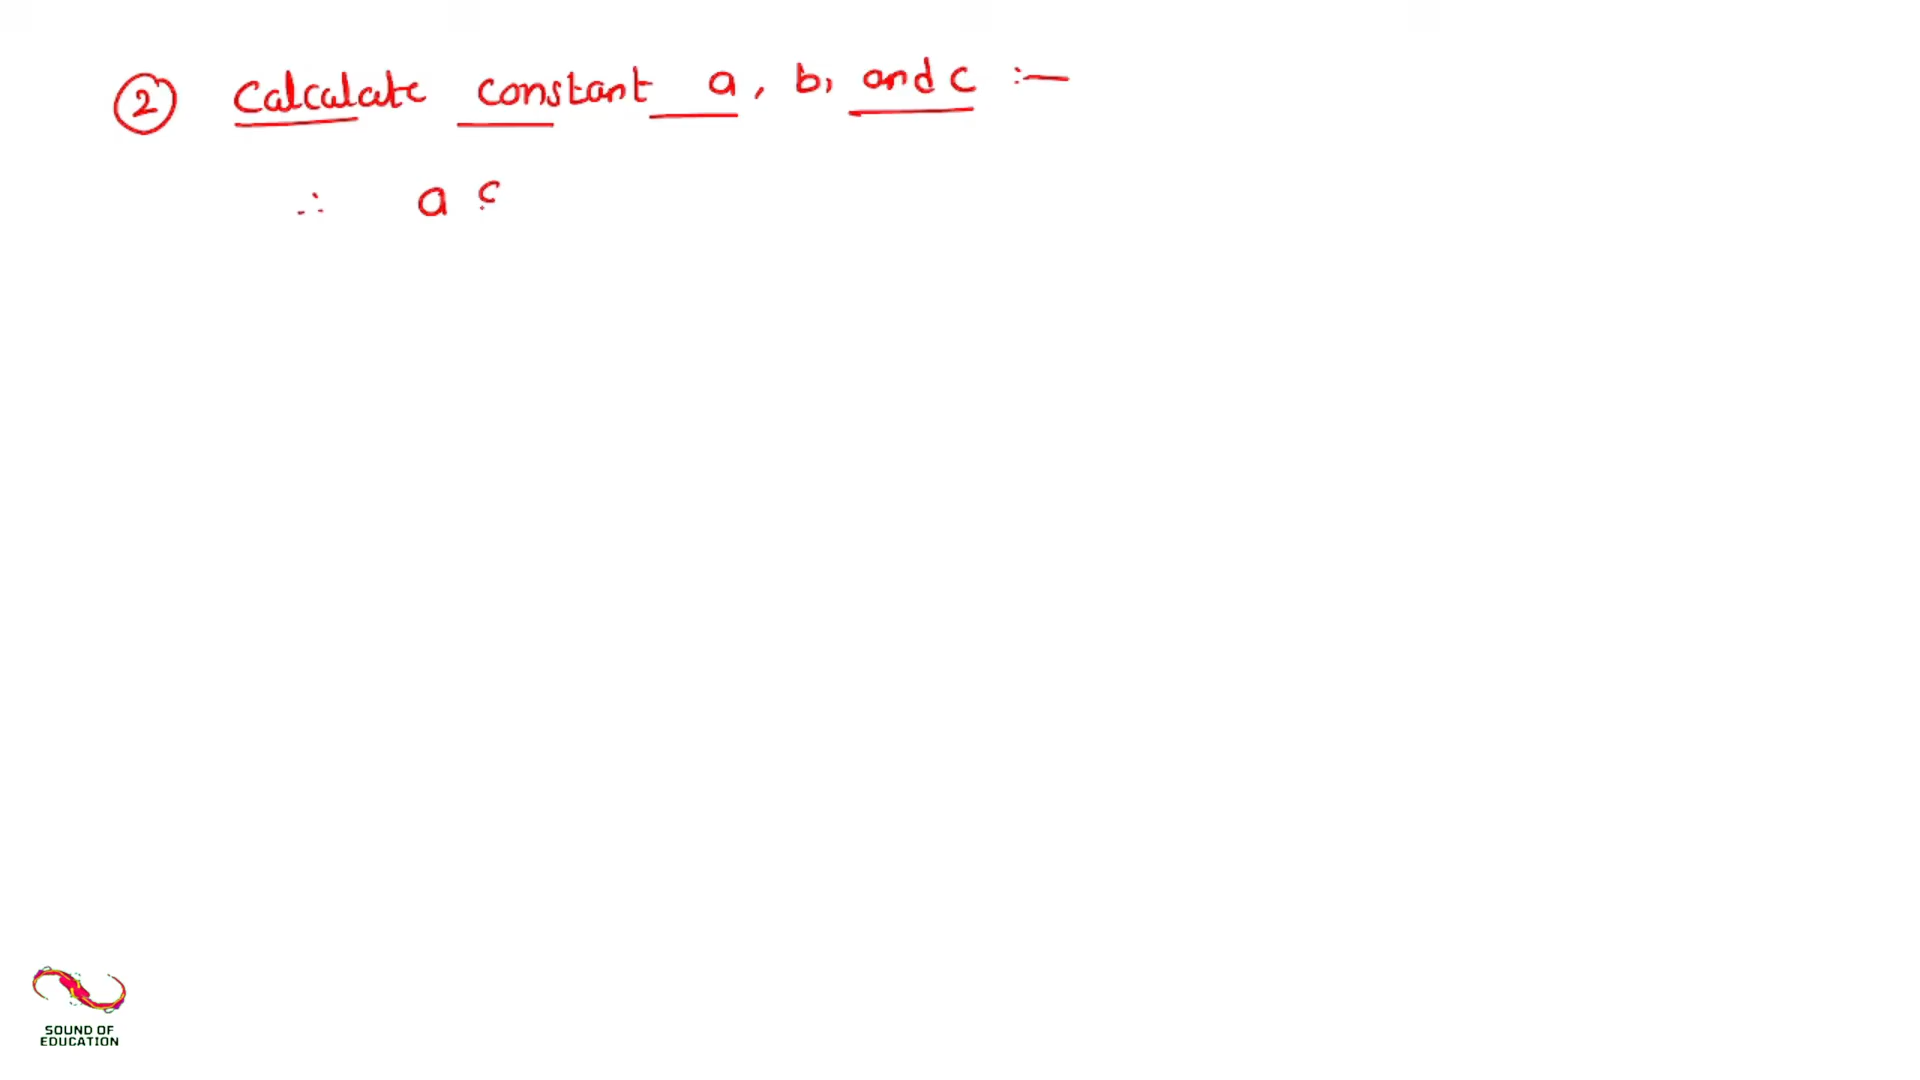 ② Calculate constant a, b, and c :—
∴ a c
SOUND OF
EDUCATION